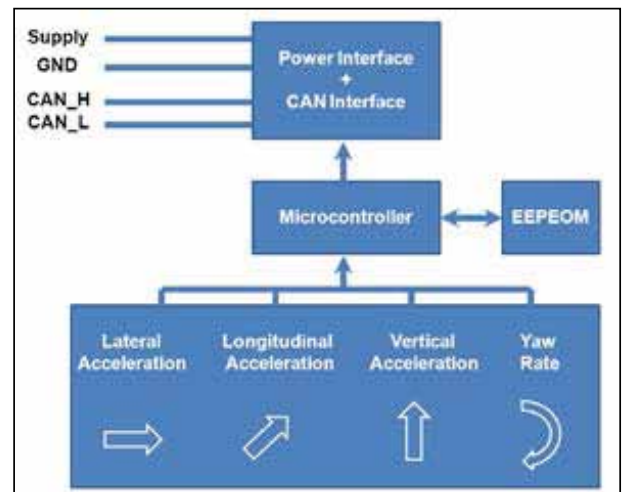 Supply
GND
CAN_H
CAN_L
Power Interface
+
CAN Interface
Microcontroller
EEPEOM
Lateral
Acceleration
Longitudinal
Acceleration
Vertical
Acceleration
Yaw
Rate